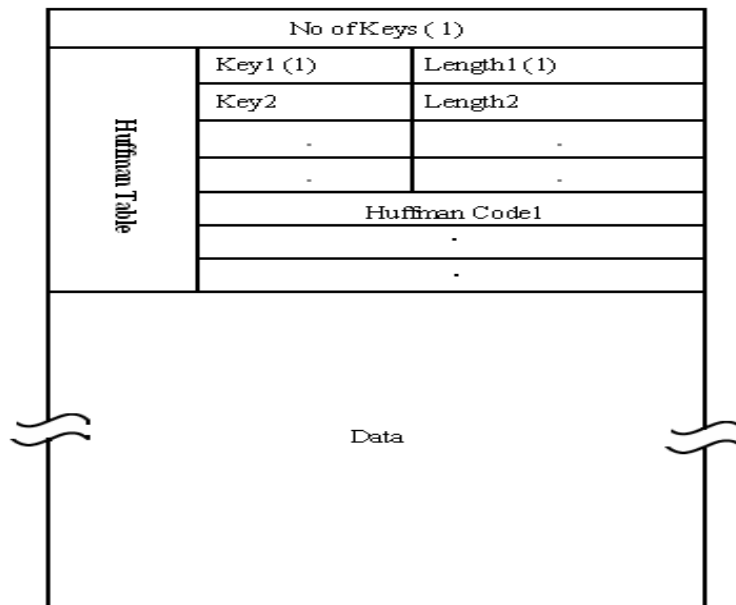 No of Keys ( 1)
Huffman Table
Key1 (1) Length1 (1)
Key2 Length2
. .
. .
Huffman Code1
.
.
Data